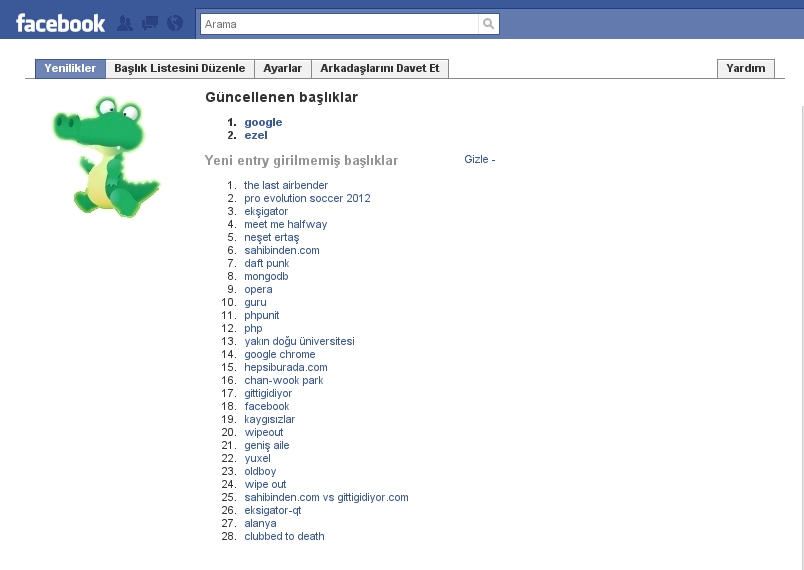 facebook
Arama
Yenilikler Başlık Listesini Düzenle Ayarlar Arkadaşlarını Davet Et Yardım
Güncellenen başlıklar
1. google
2. ezel
Yeni entry girilmemiş başlıklar Gizle -
1. the last airbender
2. pro evolution soccer 2012
3. ekşigator
4. meet me halfway
5. neşet ertaş
6. sahibinden.com
7. daft punk
8. mongodb
9. opera
10. guru
11. phpunit
12. php
13. yakın doğu üniversitesi
14. google chrome
15. hepsiburada.com
16. chan-wook park
17. gittigidiyor
18. facebook
19. kaygısızlar
20. wipeout
21. geniş aile
22. yuxel
23. oldboy
24. wipe out
25. sahibinden.com vs gittigidiyor.com
26. eksigator-qt
27. alanya
28. clubbed to death